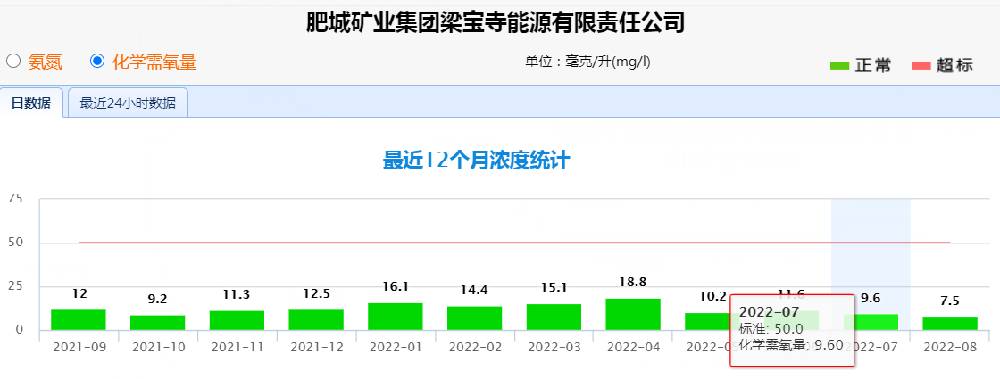 肥城矿业集团梁宝寺能源有限责任公司
氨氮 化学需氧量 单位：毫克/升(mg/l) 正常 超标
日数据 最近24小时数据
最近12个月浓度统计
75
50
25
0
12 9.2 11.3 12.5 16.1 14.4 15.1 18.8 10.2 11.6 9.6 7.5
2022-07
标准: 50.0
化学需氧量: 9.60
2021-09 2021-10 2021-11 2021-12 2022-01 2022-02 2022-03 2022-04 2022-05 2022-07 2022-08